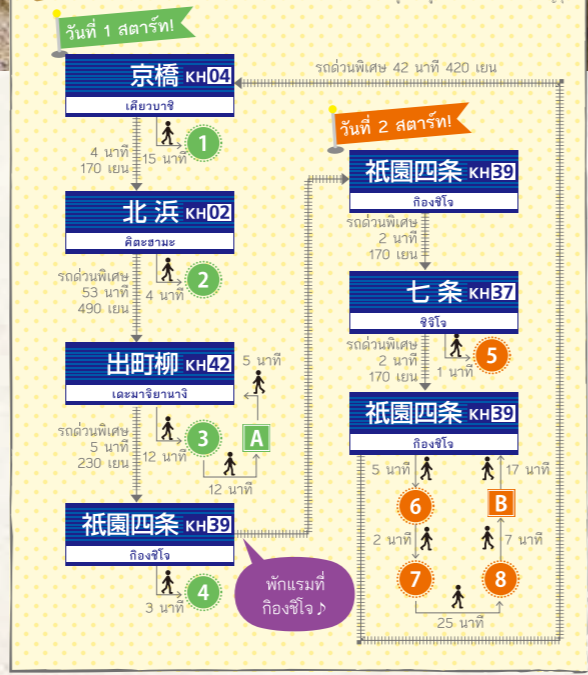 วันที่ 1 สตาร์ท!
京橋 KH04
เคียวบาชิ
4 นาที
170 เยน
15 นาที
1
北浜 KH02
คิตะฮามะ
รถด่วนพิเศษ
53 นาที
490 เยน
4 นาที
2
出町柳 KH42
เดะมาจิยานางิ
รถด่วนพิเศษ
5 นาที
230 เยน
12 นาที
3
12 นาที
A
5 นาที
祇園四条 KH39
กิองชิโจ
3 นาที
4
พักแรมที่
กิองชิโจ♪
รถด่วนพิเศษ 42 นาที 420 เยน
วันที่ 2 สตาร์ท!
祇園四条 KH39
กิองชิโจ
รถด่วนพิเศษ
2 นาที
170 เยน
七条 KH37
ชิจิโจ
รถด่วนพิเศษ
2 นาที
170 เยน
1 นาที
5
祇園四条 KH39
กิองชิโจ
5 นาที
6
2 นาที
7
25 นาที
8
7 นาที
B
17 นาที